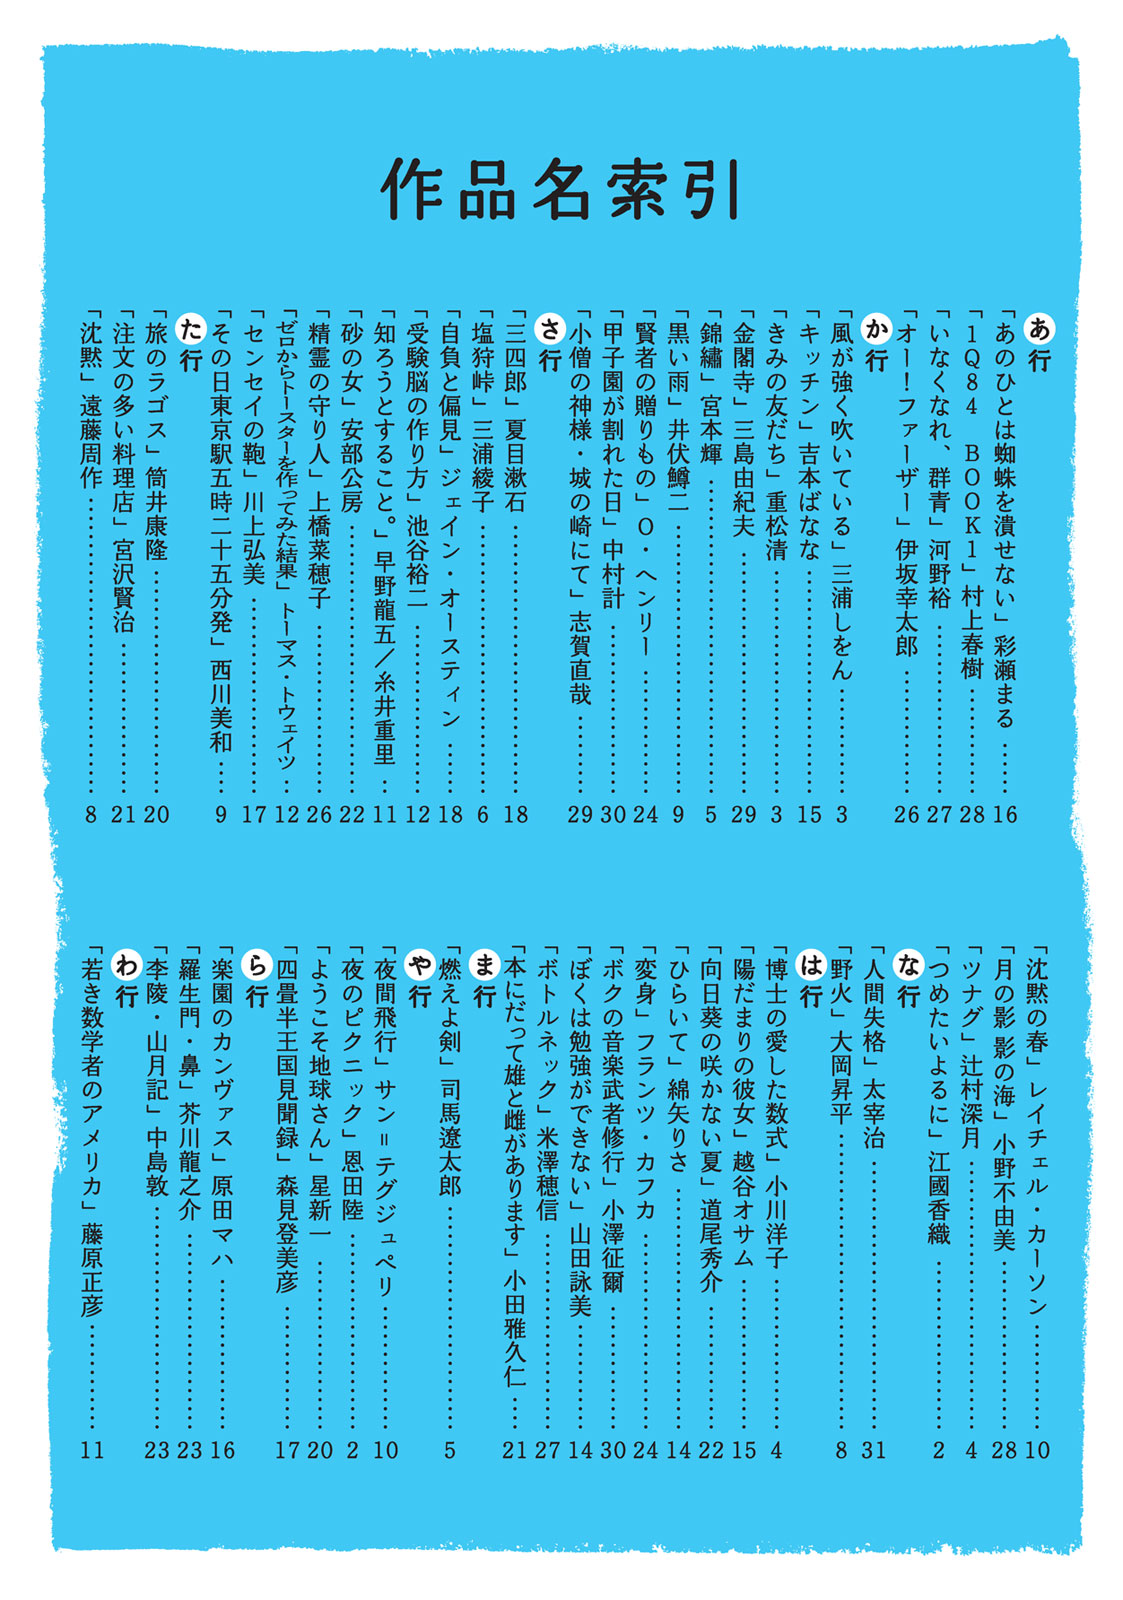 作品名索引
あ行
「あのひとは蜘蛛を潰せない」彩瀬まる……16
「1Q84 BOOK1」村上春樹……28
「いなくなれ、群青」河野裕……27
「オー!ファーザー」伊坂幸太郎……26
か行
「風が強く吹いている」三浦しをん……3
「キッチン」吉本ばなな……15
「きみの友だち」重松清……3
「金閣寺」三島由紀夫……29
「錦繡」宮本輝……5
「黒い雨」井伏鱒二……9
「賢者の贈りもの」O・ヘンリー……24
「甲子園が割れた日」中村計……30
「小僧の神様・城の崎にて」志賀直哉……29
さ行
「三四郎」夏目漱石……18
「塩狩峠」三浦綾子……6
「自負と偏見」ジェイン・オースティン……18
「受験脳の作り方」池谷裕二……12
「知ろうとすること。」早野龍五/糸井重里…11
「砂の女」安部公房……22
「精霊の守り人」上橋菜穂子……26
「ゼロからトースターを作ってみた結果」トーマス・トウェイツ…12
「センセイの鞄」川上弘美……17
「その日東京駅五時二十五分発」西川美和……9
た行
「旅のラゴス」筒井康隆……20
「注文の多い料理店」宮沢賢治……21
「沈黙」遠藤周作……8
「沈黙の春」レイチェル・カーソン……10
「月の影 影の海」小野不由美……28
「ツナグ」辻村深月……4
「つめたいよるに」江國香織……2
な行
「人間失格」太宰治……31
「野火」大岡昇平……8
は行
「博士の愛した数式」小川洋子……4
「陽だまりの彼女」越谷オサム……15
「向日葵の咲かない夏」道尾秀介……22
「ひらいて」綿矢りさ……14
「変身」フランツ・カフカ……24
「ボクの音楽武者修行」小澤征爾……30
「ぼくは勉強ができない」山田詠美……14
「ボトルネック」米澤穂信……27
「本にだって雄と雌があります」小田雅久仁……21
ま行
「燃えよ剣」司馬遼太郎……5
や行
「夜間飛行」サン=テグジュペリ……10
「夜のピクニック」恩田陸……2
「ようこそ地球さん」星新一……20
「四畳半王国見聞録」森見登美彦……17
ら行
「楽園のカンヴァス」原田マハ……16
「羅生門・鼻」芥川龍之介……23
「李陵・山月記」中島敦……23
わ行
「若き数学者のアメリカ」藤原正彦……11